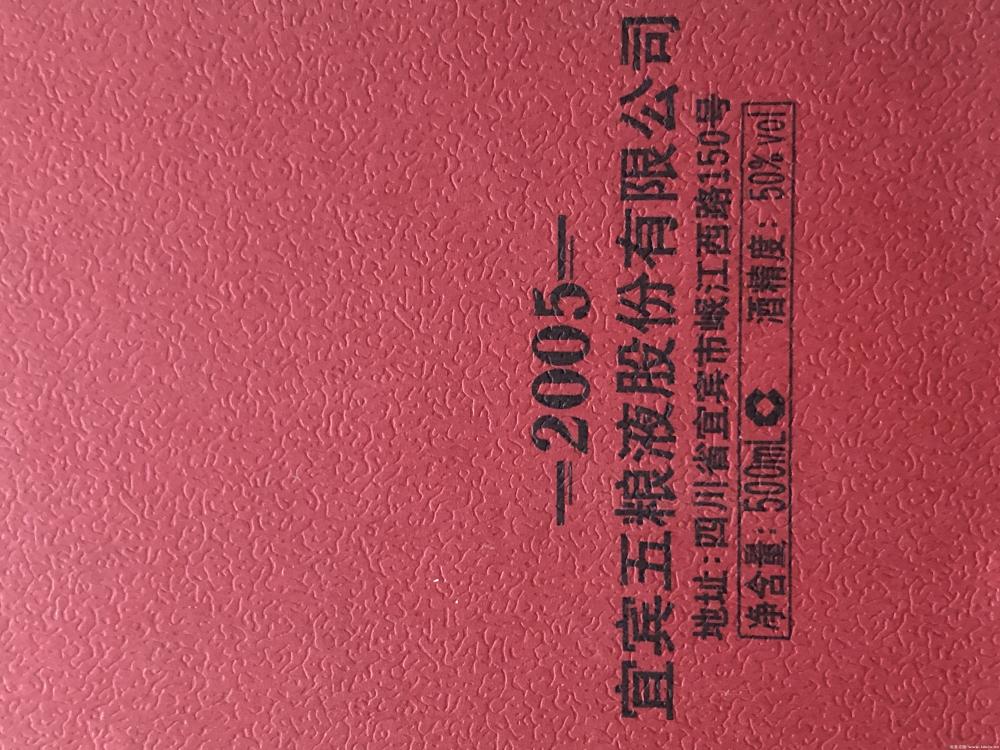 —2005—
宜宾五粮液股份有限公司
地址:四川省宜宾市岷江西路150号
净含量:500mL 酒精度:50%vol